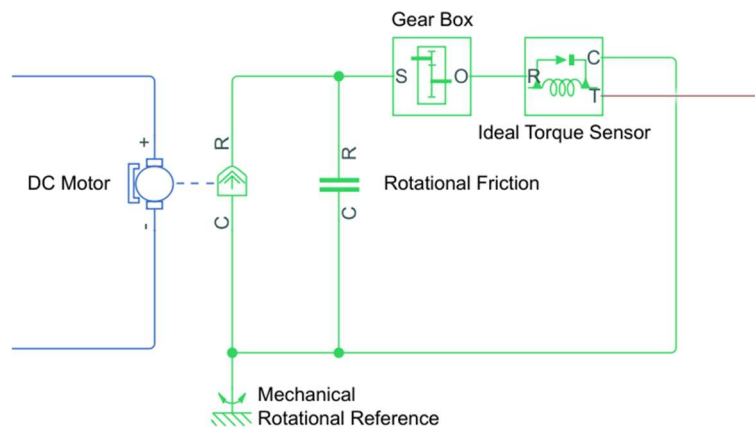 Gear Box
S
O
R
C
T
Ideal Torque Sensor
+
R
R
DC Motor
Rotational Friction
C
C
-
Mechanical
Rotational Reference